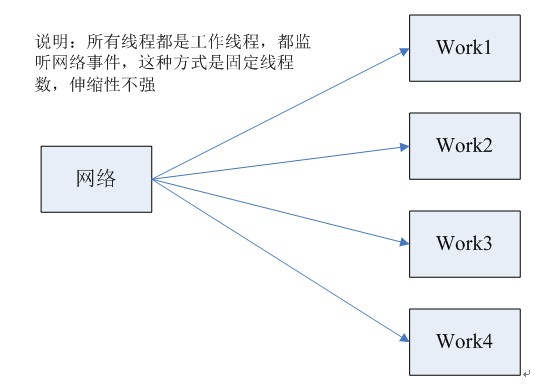 说明：所有线程都是工作线程，都监
听网络事件，这种方式是固定线程
数，伸缩性不强
网络
Work1
Work2
Work3
Work4